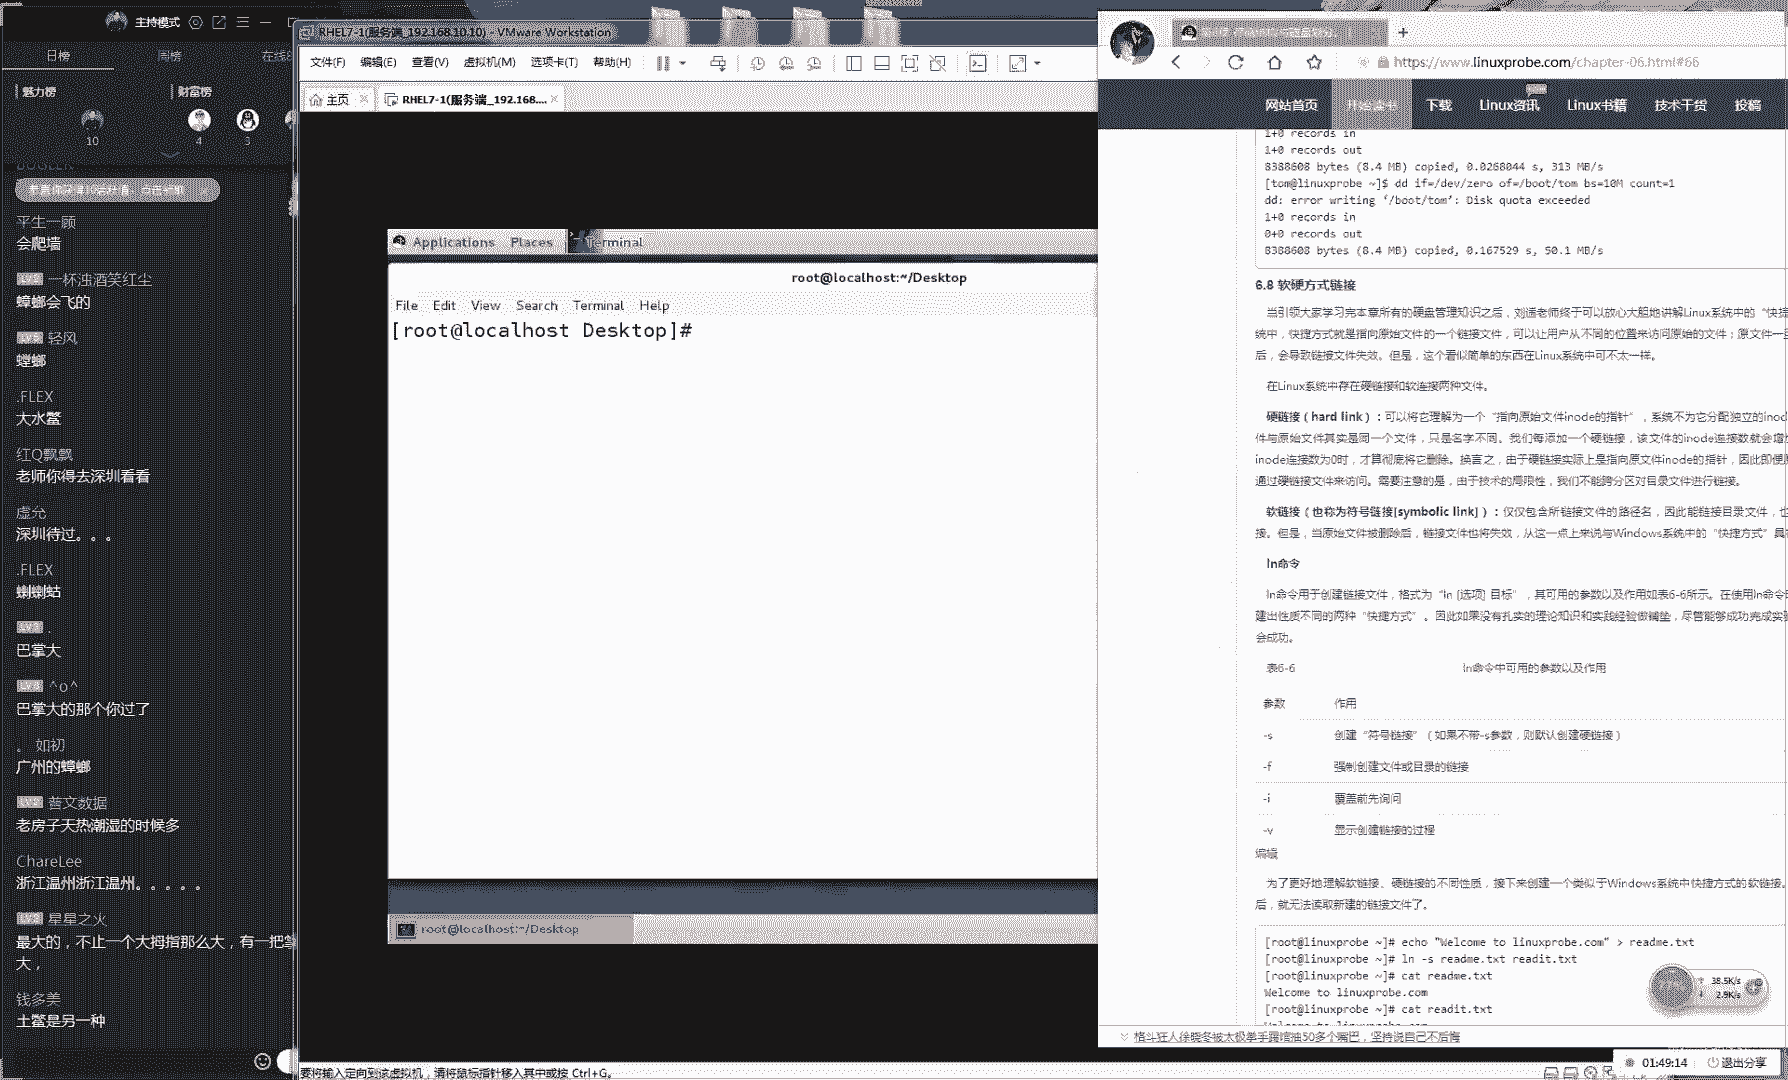 主持模式
日榜
周榜
在线
魅力榜
财富榜
10
4
3
平生一顾
会爬墙
一杯浊酒笑红尘
蟑螂会飞的
轻风
螳螂
.FLEX
大水鳖
红Q飘飘
老师你得去深圳看看
虚允
深圳待过。。。
.FLEX
蝲蝲蛄
.
巴掌大
^o^
巴掌大的那个你过了
。 如初
广州的蟑螂
普文数据
老房子天热潮湿的时候多
ChareLee
浙江温州浙江温州。。。。。
星星之火
最大的，不止一个大拇指那么大，有一把掌
大，
钱多美
土鳖是另一种
RHEL7-1(服务端_192.168.10.10) - VMware Workstation
文件(F) 编辑(E) 查看(V) 虚拟机(M) 选项卡(T) 帮助(H)
主页
RHEL7-1(服务端_192.168....
Applications Places Terminal
root@localhost:~/Desktop
File Edit View Search Terminal Help
[root@localhost Desktop]#
root@localhost:~/Desktop
要将输入定向到该虚拟机，请将鼠标指针移入其中或按 Ctrl+G。
https://www.linuxprobe.com/chapter-06.html#66
网站首页 开始读书 下载 Linux资讯 Linux书籍 技术干货 投稿
1+0 records in
1+0 records out
8388608 bytes (8.4 MB) copied, 0.0268044 s, 313 MB/s
[tom@linuxprobe ~]$ dd if=/dev/zero of=/boot/tom bs=10M count=1
dd: error writing ‘/boot/tom’: Disk quota exceeded
1+0 records in
0+0 records out
8388608 bytes (8.4 MB) copied, 0.167529 s, 50.1 MB/s
6.8 软硬方式链接
当引领大家学习完本章所有的硬盘管理知识之后，刘遄老师终于可以放心大胆地讲解Linux系统中的“快捷
统中，快捷方式就是指向原始文件的一个链接文件，可以让用户从不同的位置来访问原始的文件；原文件一旦
后，会导致链接文件失效。但是，这个看似简单的东西在Linux系统中可不太一样。
在Linux系统中存在硬链接和软连接两种文件。
硬链接（hard link）：可以将它理解为一个“指向原始文件inode的指针”，系统不为它分配独立的inod
件与原始文件其实是同一个文件，只是名字不同。我们每添加一个硬链接，该文件的inode连接数就会增
inode连接数为0时，才算彻底将它删除。换言之，由于硬链接实际上是指向原文件inode的指针，因此即便原
通过硬链接文件来访问。需要注意的是，由于技术的局限性，我们不能跨分区对目录文件进行链接。
软链接（也称为符号链接[symbolic link]）：仅仅包含所链接文件的路径名，因此能链接目录文件，也
接。但是，当原始文件被删除后，链接文件也将失效，从这一点上来说与Windows系统中的“快捷方式”具有
ln命令
ln命令用于创建链接文件，格式为“ln [选项] 目标”，其可用的参数以及作用如表6-6所示。在使用ln命令时
建出性质不同的两种“快捷方式”。因此如果没有扎实的理论知识和实践经验做铺垫，尽管能够成功完成实验
会成功。
表6-6 ln命令中可用的参数以及作用
参数 作用
-s 创建“符号链接”（如果不带-s参数，则默认创建硬链接）
-f 强制创建文件或目录的链接
-i 覆盖前先询问
-v 显示创建链接的过程
编辑
为了更好地理解软链接、硬链接的不同性质，接下来创建一个类似于Windows系统中快捷方式的软链接。
后，就无法读取新建的链接文件了。
[root@linuxprobe ~]# echo "Welcome to linuxprobe.com" > readme.txt
[root@linuxprobe ~]# ln -s readme.txt readit.txt
[root@linuxprobe ~]# cat readme.txt
Welcome to linuxprobe.com
[root@linuxprobe ~]# cat readit.txt
Welcome to linuxprobe.com
38.5K/s
2.9K/s
格斗狂人徐晓冬被太极拳手踢馆抽50多个嘴巴，坚持说自己不后悔
01:49:14 退出分享